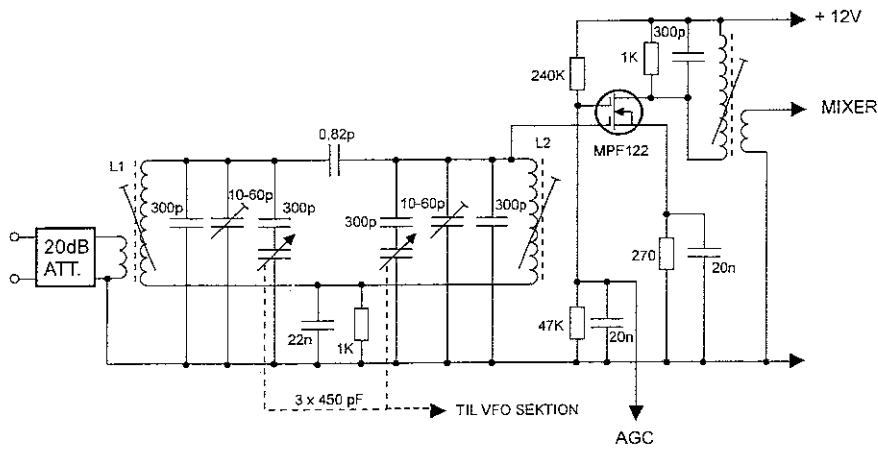 + 12V
300p
1K
240K
MIXER
MPF122
0,82p
L1
L2
300p
10-60p
300p
300p
10-60p
300p
20dB
ATT.
22n
1K
270
20n
47K
20n
3 x 450 pF
TIL VFO SEKTION
AGC